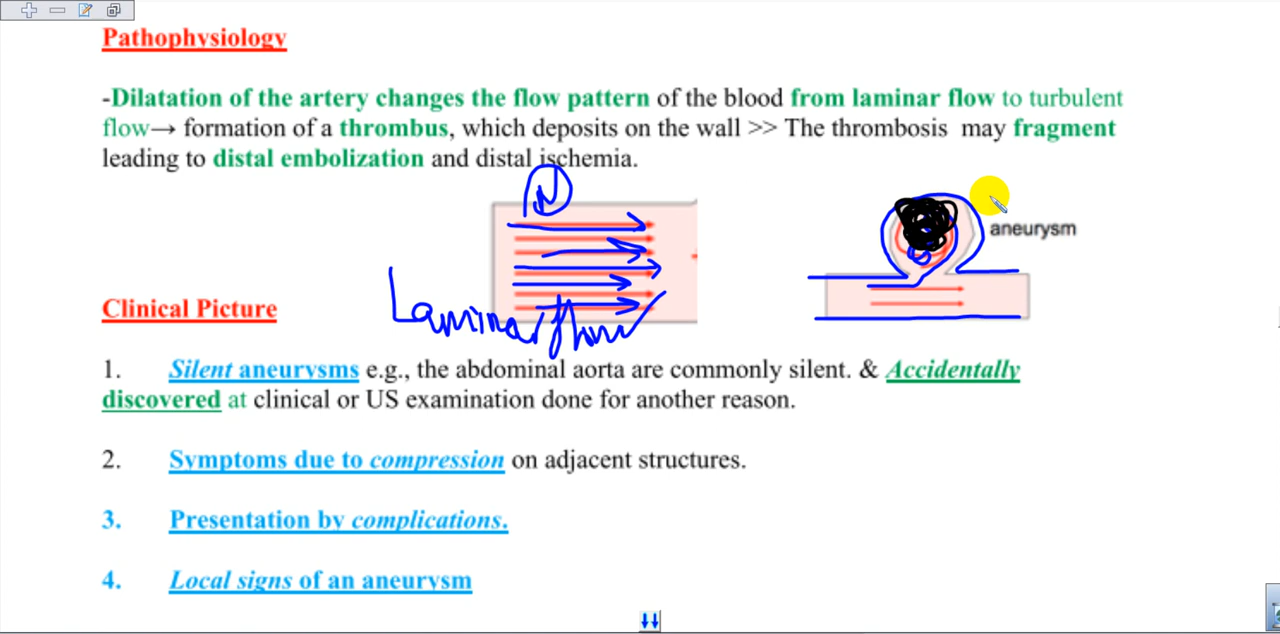 Pathophysiology
-Dilatation of the artery changes the flow pattern of the blood from laminar flow to turbulent
flow→ formation of a thrombus, which deposits on the wall >> The thrombosis may fragment
leading to distal embolization and distal ischemia.
N
aneurysm
Laminar flow
Clinical Picture
1. Silent aneurysms e.g., the abdominal aorta are commonly silent. & Accidentally
discovered at clinical or US examination done for another reason.
2. Symptoms due to compression on adjacent structures.
3. Presentation by complications.
4. Local signs of an aneurysm